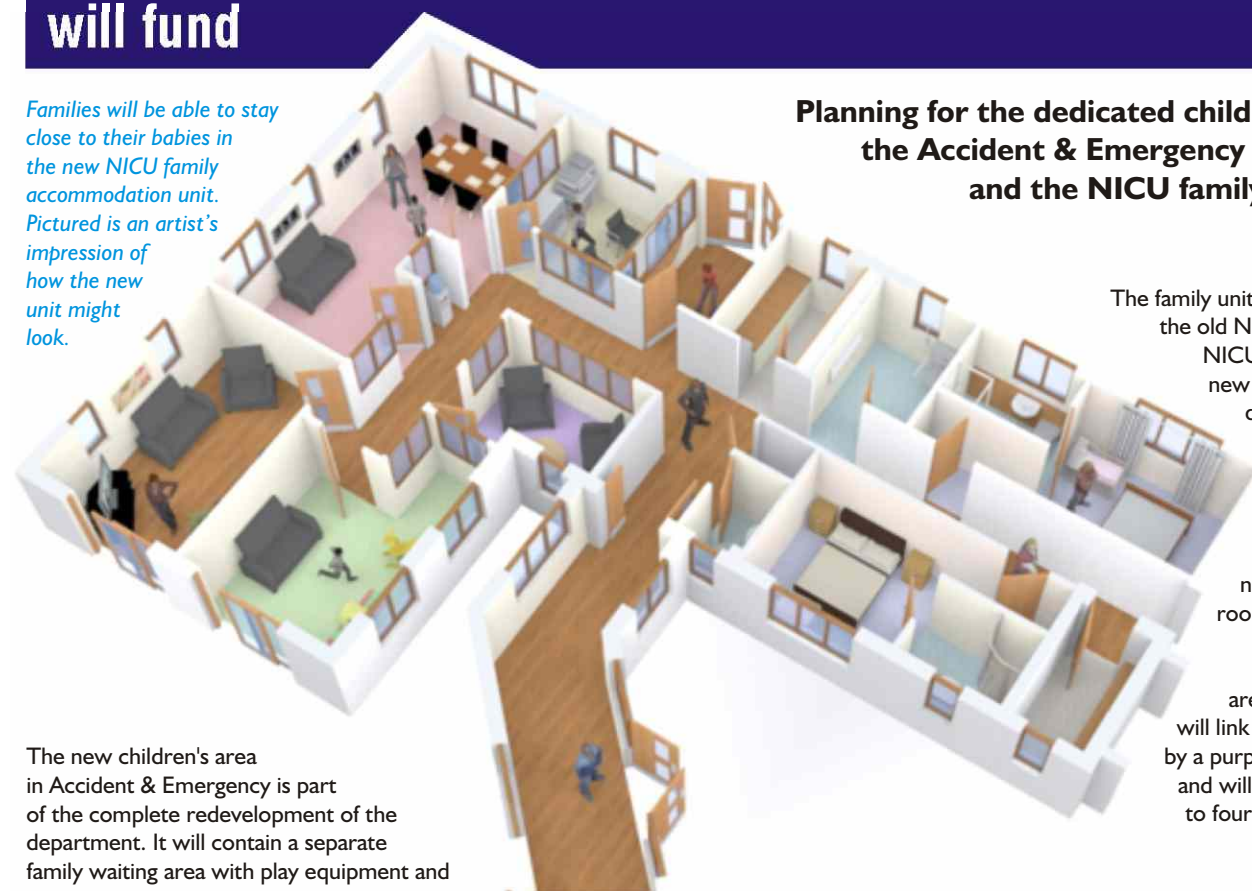 will fund
Families will be able to stay
close to their babies in
the new NICU family
accommodation unit.
Pictured is an artist's
impression of
how the new
unit might
look.
Planning for the dedicated child
the Accident & Emergency
and the NICU family
The family unit
the old N
NICU
new
n
roo
are
will link
by a purp
and will
to four
The new children's area
in Accident & Emergency is part
of the complete redevelopment of the
department. It will contain a separate
family waiting area with play equipment and